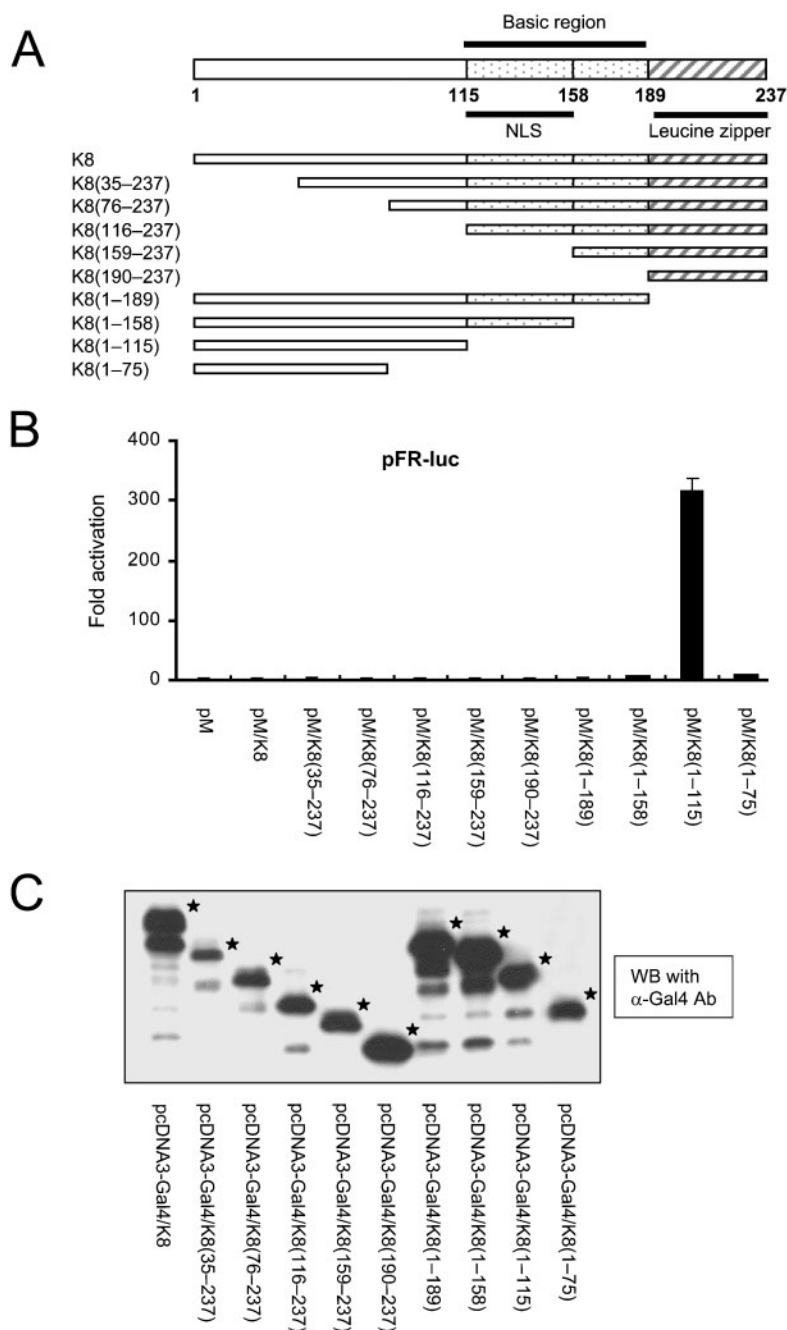 A
Basic region
1 115 158 189 237
NLS Leucine zipper
K8
K8(35–237)
K8(76–237)
K8(116–237)
K8(159–237)
K8(190–237)
K8(1–189)
K8(1–158)
K8(1–115)
K8(1–75)
B
pFR-luc
Fold activation
400
300
200
100
0
pM
pM/K8
pM/K8(35–237)
pM/K8(76–237)
pM/K8(116–237)
pM/K8(159–237)
pM/K8(190–237)
pM/K8(1–189)
pM/K8(1–158)
pM/K8(1–115)
pM/K8(1–75)
C
WB with
α-Gal4 Ab
pcDNA3-Gal4/K8
pcDNA3-Gal4/K8(35–237)
pcDNA3-Gal4/K8(76–237)
pcDNA3-Gal4/K8(116–237)
pcDNA3-Gal4/K8(159–237)
pcDNA3-Gal4/K8(190–237)
pcDNA3-Gal4/K8(1–189)
pcDNA3-Gal4/K8(1–158)
pcDNA3-Gal4/K8(1–115)
pcDNA3-Gal4/K8(1–75)